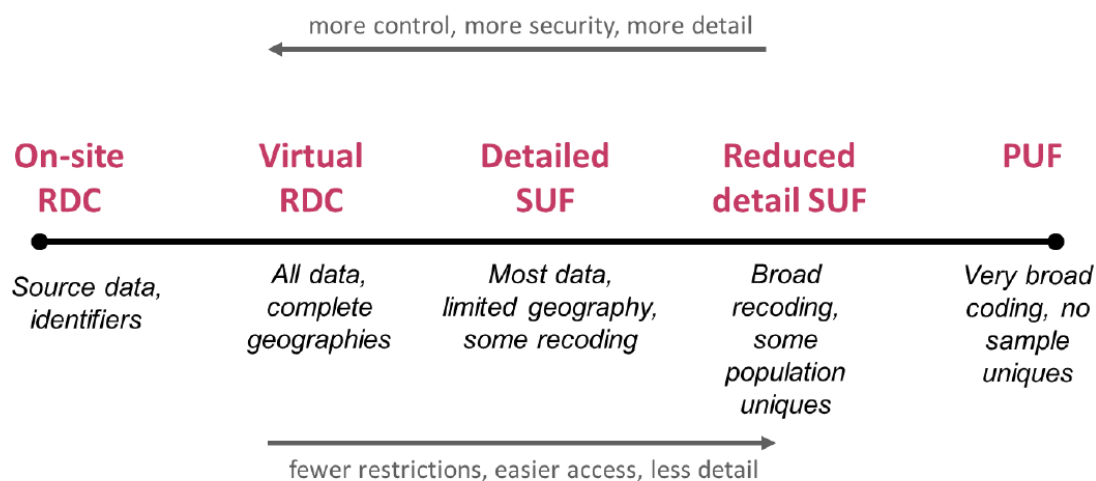 more control, more security, more detail
On-site
RDC
Virtual
RDC
Detailed
SUF
Reduced
detail SUF
PUF
Source data,
identifiers
All data,
complete
geographies
Most data,
limited geography,
some recoding
Broad
recoding,
some
population
uniques
Very broad
coding, no
sample
uniques
fewer restrictions, easier access, less detail